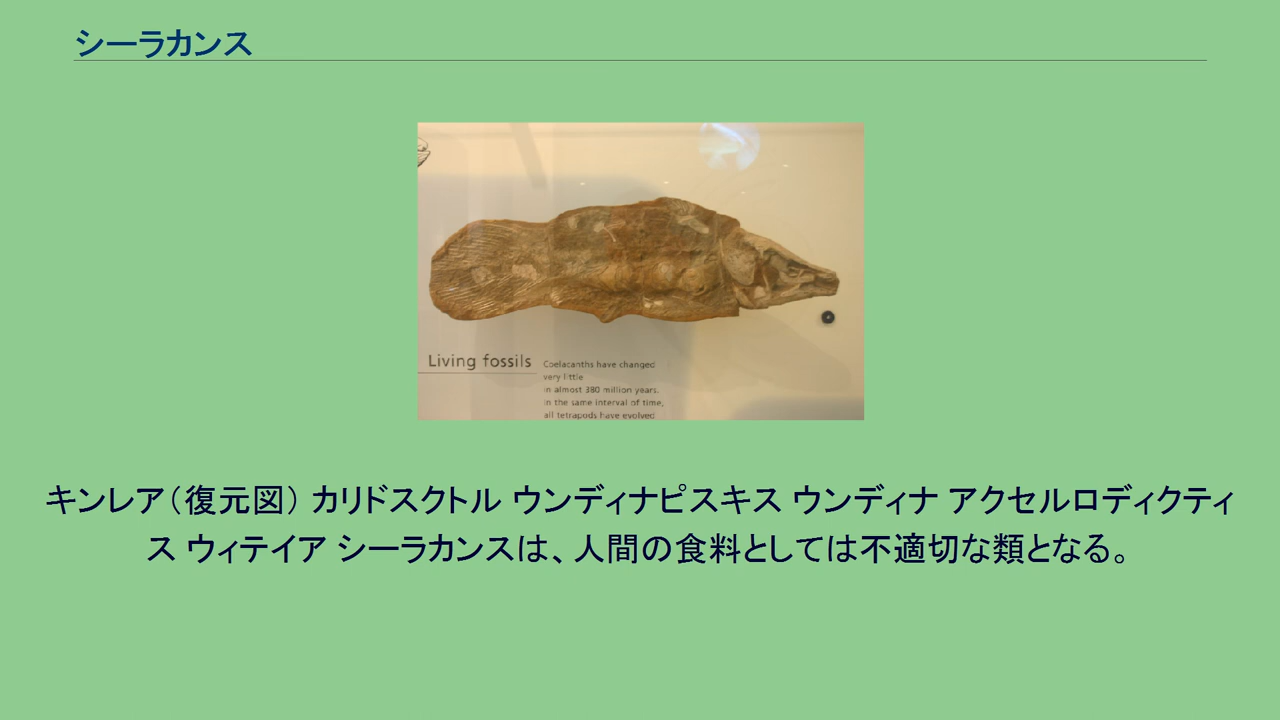 シーラカンス
Living fossils
Coelacanths have changed
very little
in almost 380 million years.
in the same interval of time,
all tetrapods have evolved
キンレア（復元図） カリドスクトル ウンディナピスキス ウンディナ アクセルロディクティ
ス ウィテイア シーラカンスは、人間の食料としては不適切な類となる。